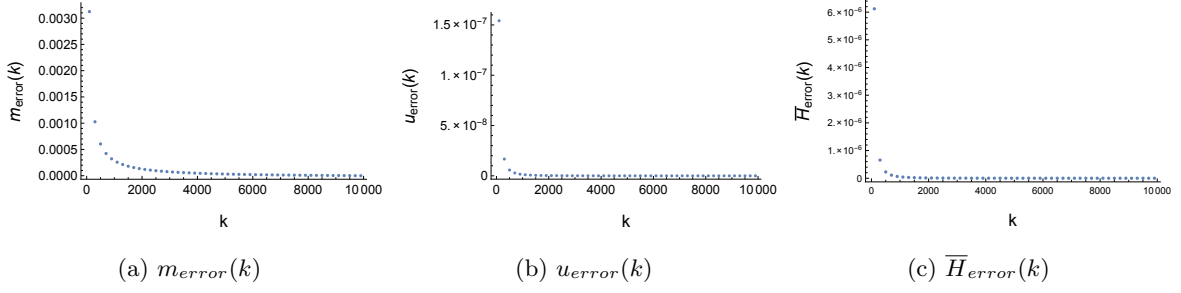 0.0030
0.0025
0.0020
0.0015
0.0010
0.0005
0.0000
0 2000 4000 6000 8000 10 000
m_error(k)
k
1.5 × 10^-7
1. × 10^-7
5. × 10^-8
0
0 2000 4000 6000 8000 10 000
u_error(k)
k
6. × 10^-6
5. × 10^-6
4. × 10^-6
3. × 10^-6
2. × 10^-6
1. × 10^-6
0
0 2000 4000 6000 8000 10 000
H̅_error(k)
k
(a) m_error(k)
(b) u_error(k)
(c) H̅_error(k)